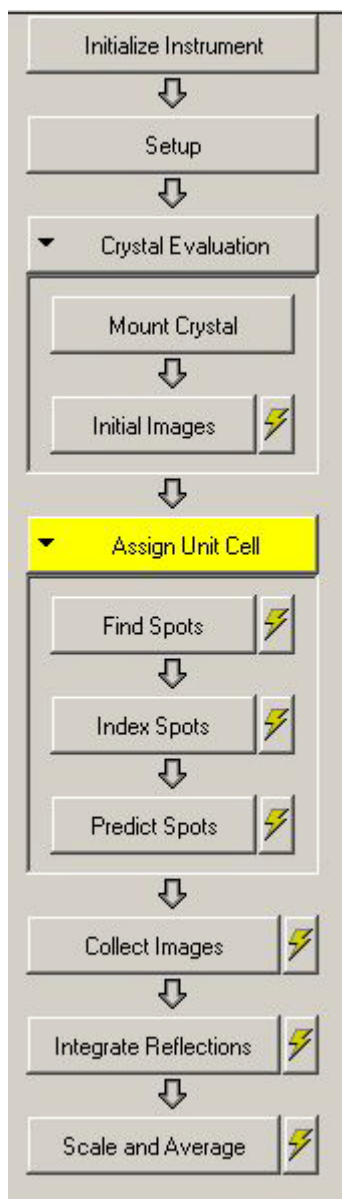 Initialize Instrument
Setup
Crystal Evaluation
Mount Crystal
Initial Images
Assign Unit Cell
Find Spots
Index Spots
Predict Spots
Collect Images
Integrate Reflections
Scale and Average